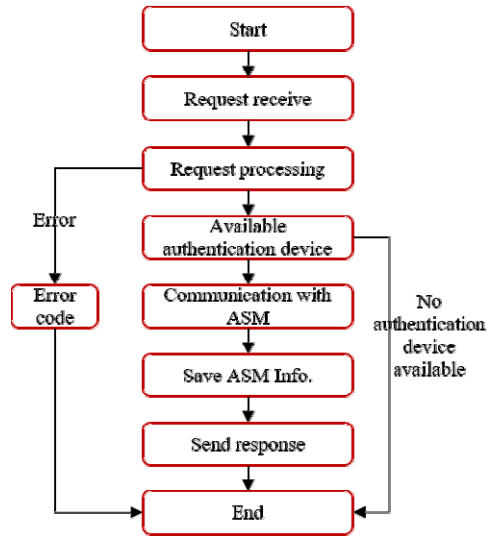 Start
Request receive
Request processing
Error
Available
authentication device
Error
code
Communication with
ASM
No
authentication
device
available
Save ASM Info.
Send response
End